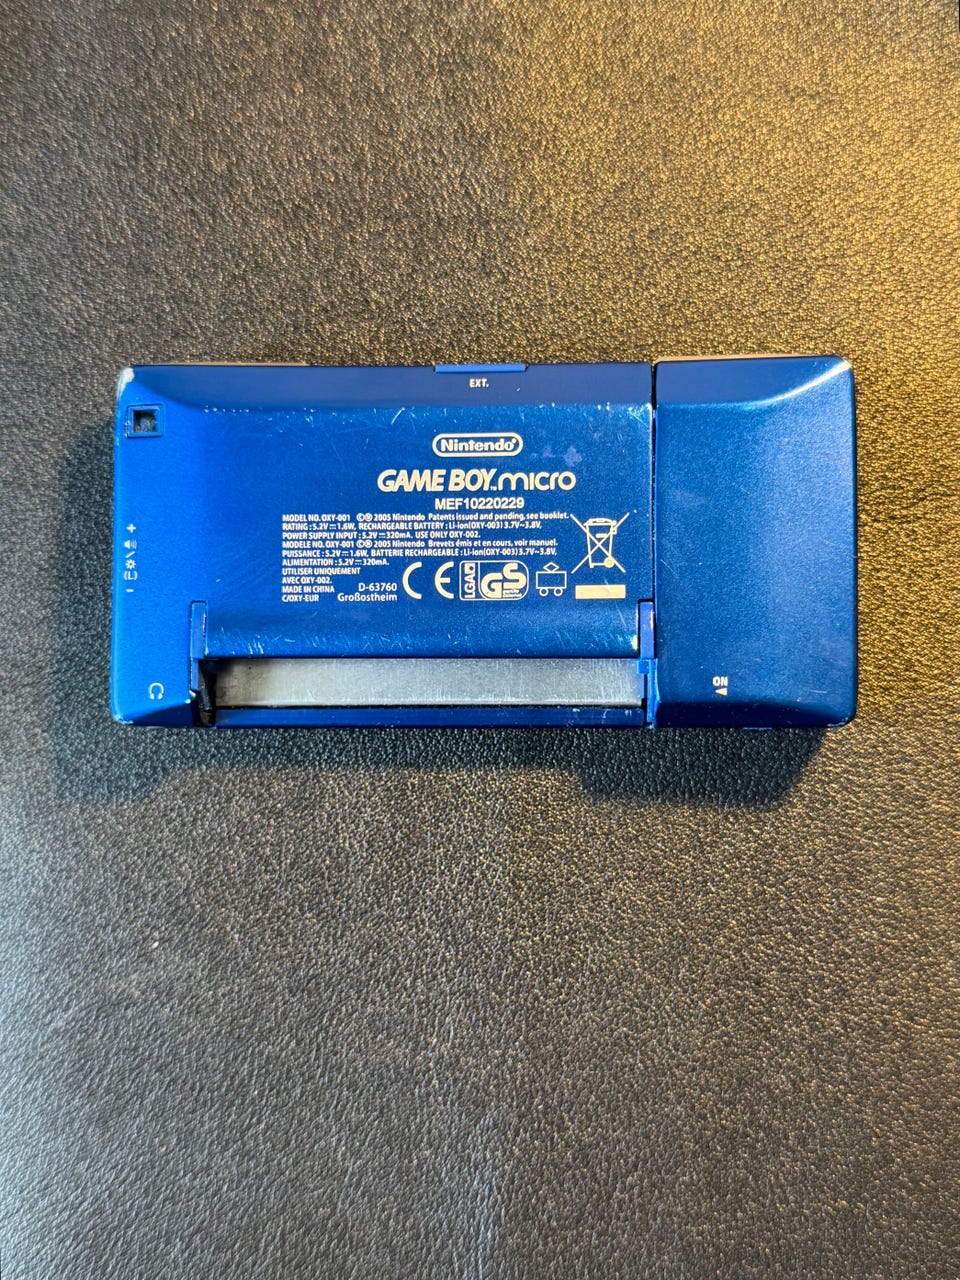 EXT.
Nintendo®
GAME BOY™ micro
MEF10220229
MODEL NO. OXY-001 ©® 2005 Nintendo Patents issued and pending, see booklet.
RATING : 5.2V⎓1.6W, RECHARGEABLE BATTERY : Li-ion(OXY-003) 3.7V~3.8V,
POWER SUPPLY INPUT : 5.2V⎓320mA. USE ONLY OXY-002.
MODELE NO. OXY-001 ©® 2005 Nintendo Brevets émis et en cours, voir manuel.
PUISSANCE : 5.2V⎓1.6W, BATTERIE RECHARGEABLE : Li-ion(OXY-003) 3.7V~3.8V,
ALIMENTATION : 5.2V⎓320mA.
UTILISER UNIQUEMENT
AVEC OXY-002.
MADE IN CHINA
C/OXY-EUR
D-63760
Großostheim
CE
LGA
GS
+
(L)
−
ON